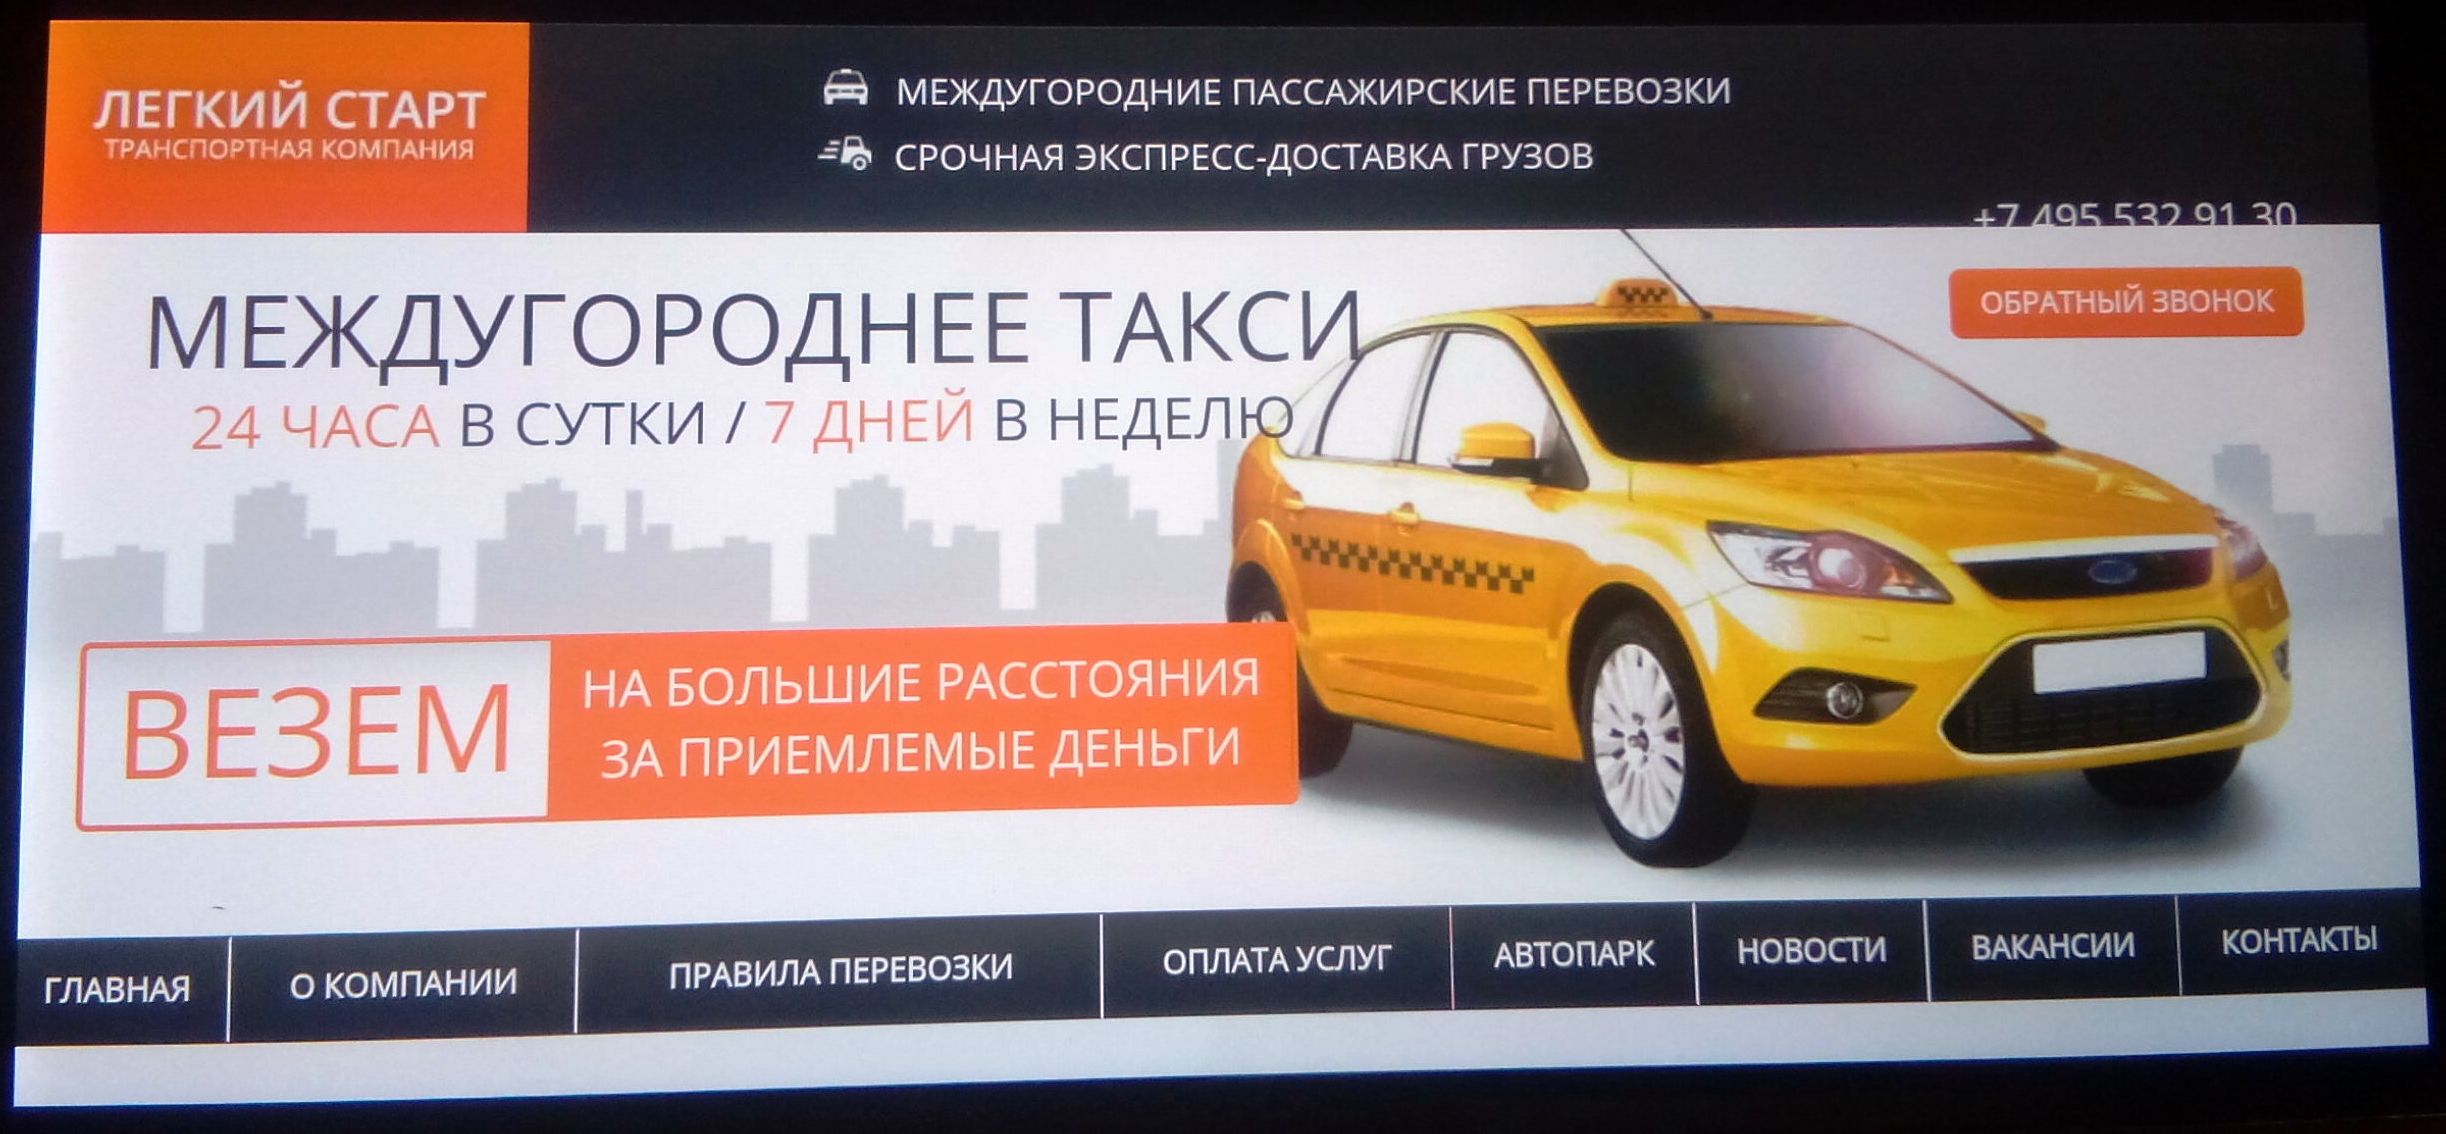 ЛЕГКИЙ СТАРТ
ТРАНСПОРТНАЯ КОМПАНИЯ
МЕЖДУГОРОДНИЕ ПАССАЖИРСКИЕ ПЕРЕВОЗКИ
СРОЧНАЯ ЭКСПРЕСС-ДОСТАВКА ГРУЗОВ
+7 495 532 91 30
ОБРАТНЫЙ ЗВОНОК
МЕЖДУГОРОДНЕЕ ТАКСИ
24 ЧАСА В СУТКИ / 7 ДНЕЙ В НЕДЕЛЮ
ВЕЗЕМ
НА БОЛЬШИЕ РАССТОЯНИЯ
ЗА ПРИЕМЛЕМЫЕ ДЕНЬГИ
ГЛАВНАЯ
О КОМПАНИИ
ПРАВИЛА ПЕРЕВОЗКИ
ОПЛАТА УСЛУГ
АВТОПАРК
НОВОСТИ
ВАКАНСИИ
КОНТАКТЫ